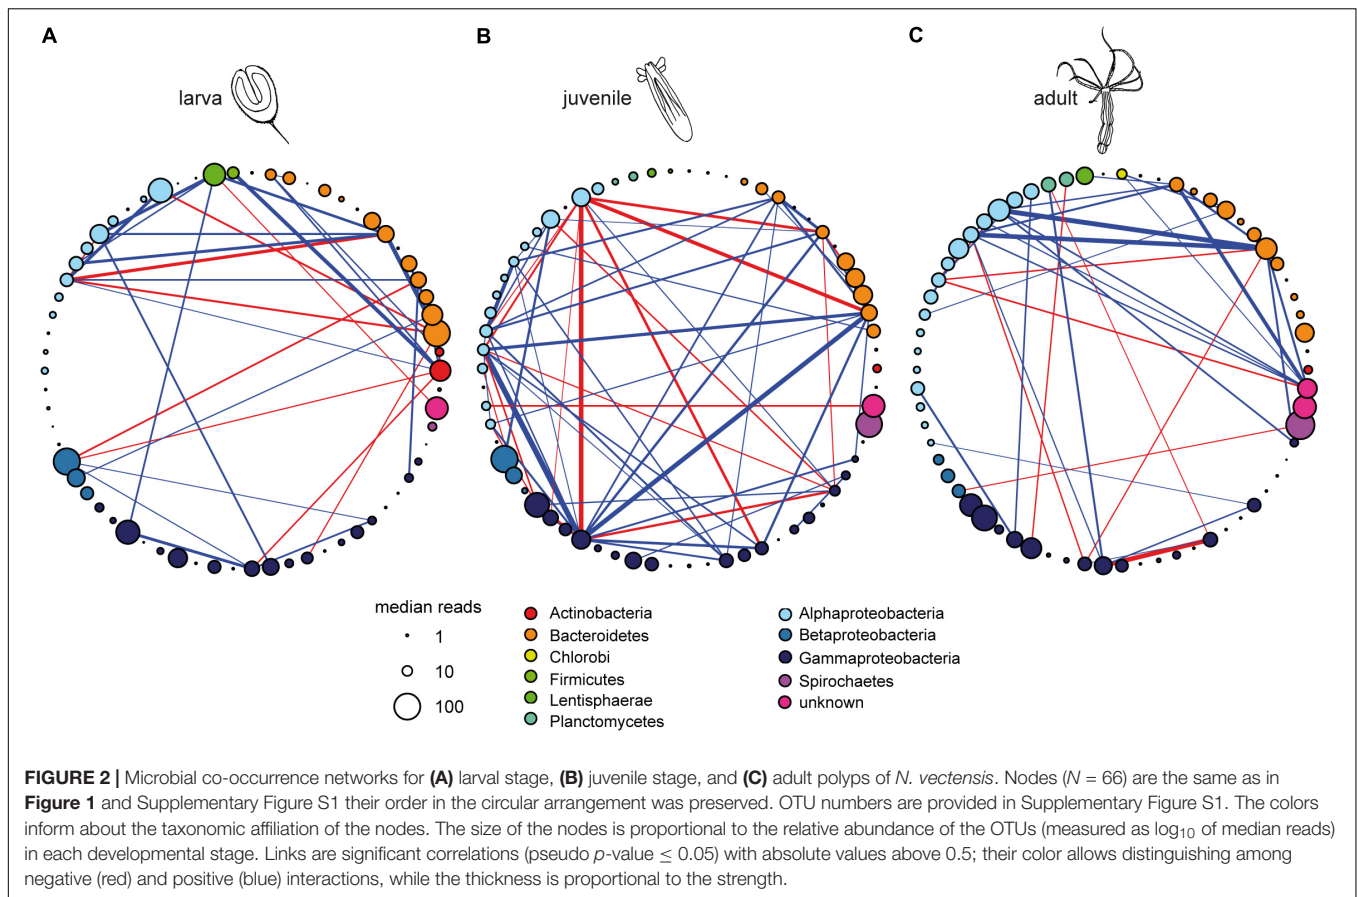 A
B
C
larva
juvenile
adult
median reads
1
10
100
Actinobacteria
Bacteroidetes
Chlorobi
Firmicutes
Lentisphaerae
Planctomycetes
Alphaproteobacteria
Betaproteobacteria
Gammaproteobacteria
Spirochaetes
unknown
FIGURE 2 | Microbial co-occurrence networks for (A) larval stage, (B) juvenile stage, and (C) adult polyps of N. vectensis. Nodes (N = 66) are the same as in
Figure 1 and Supplementary Figure S1 their order in the circular arrangement was preserved. OTU numbers are provided in Supplementary Figure S1. The colors
inform about the taxonomic affiliation of the nodes. The size of the nodes is proportional to the relative abundance of the OTUs (measured as log10 of median reads)
in each developmental stage. Links are significant correlations (pseudo p-value ≤ 0.05) with absolute values above 0.5; their color allows distinguishing among
negative (red) and positive (blue) interactions, while the thickness is proportional to the strength.